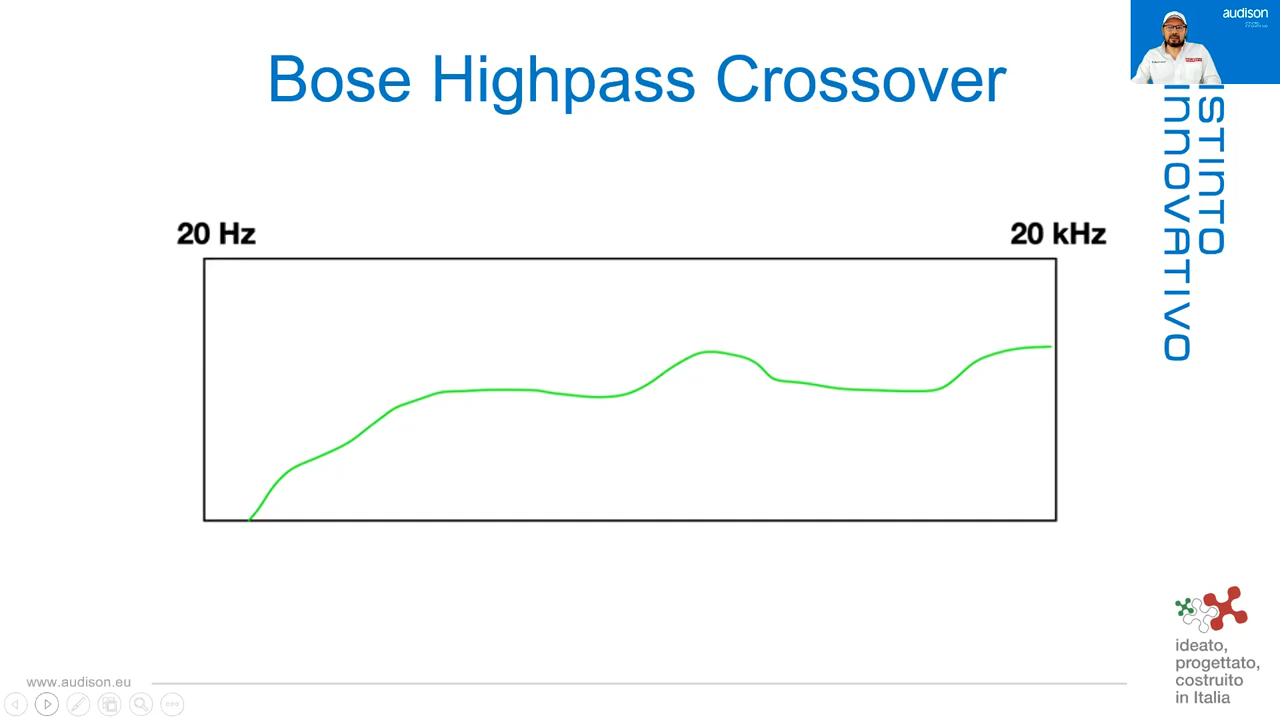 Bose Highpass Crossover
audison
ISTINTO
INNOVATIVO
20 Hz
20 kHz
ideato,
progettato,
costruito
in Italia
www.audison.eu